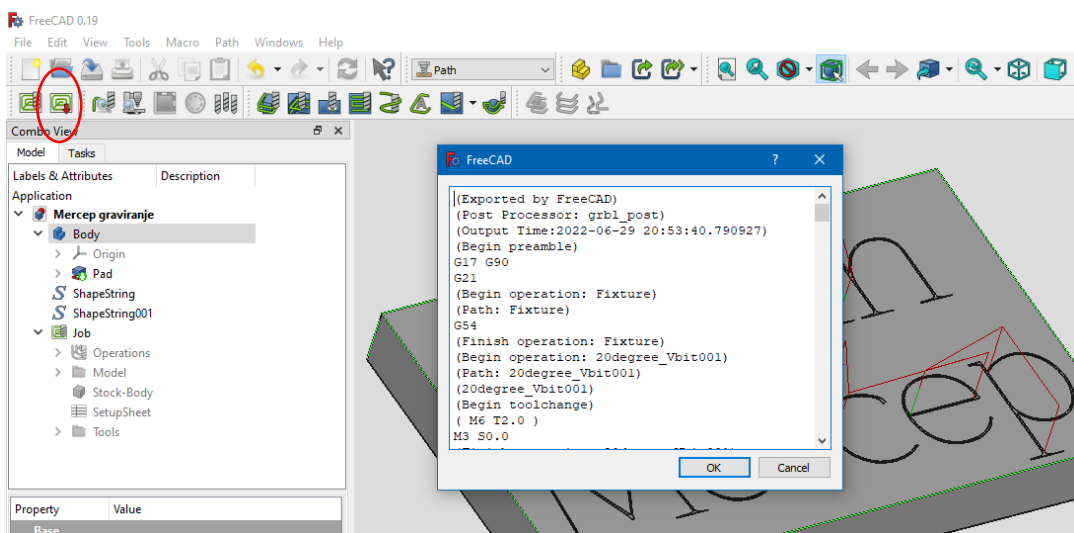 FreeCAD 0.19
File Edit View Tools Macro Path Windows Help
Path
Combo View
Model Tasks
Labels & Attributes Description
Application
Mercep graviranje
Body
Origin
Pad
ShapeString
ShapeString001
Job
Operations
Model
Stock-Body
SetupSheet
Tools
Property Value
Base
FreeCAD
(Exported by FreeCAD)
(Post Processor: grbl_post)
(Output Time:2022-06-29 20:53:40.790927)
(Begin preamble)
G17 G90
G21
(Begin operation: Fixture)
(Path: Fixture)
G54
(Finish operation: Fixture)
(Begin operation: 20degree_Vbit001)
(Path: 20degree_Vbit001)
(20degree_Vbit001)
(Begin toolchange)
( M6 T2.0 )
M3 S0.0
OK Cancel